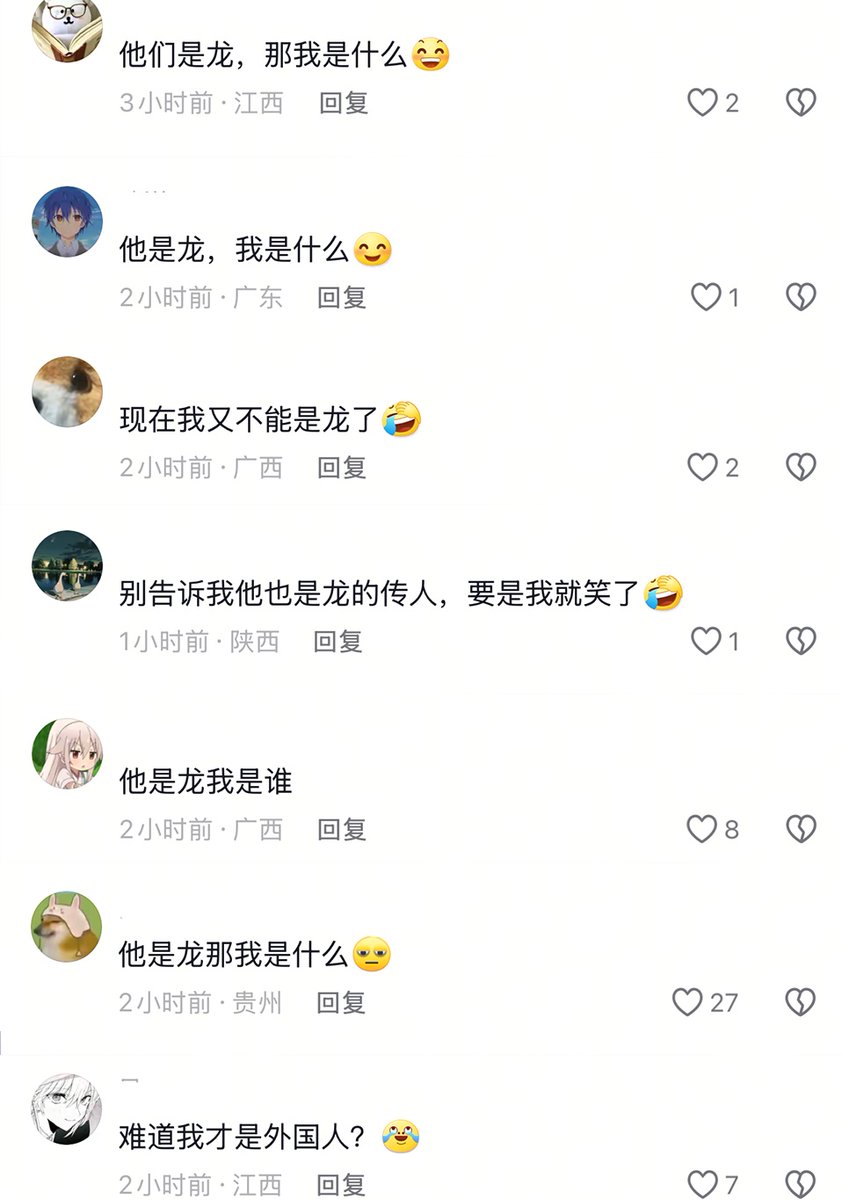 他们是龙，那我是什么😄
3小时前·江西 回复 2
他是龙，我是什么😊
2小时前·广东 回复 1
现在我又不能是龙了🤣
2小时前·广西 回复 2
别告诉我他也是龙的传人，要是我就笑了🤣
1小时前·陕西 回复 1
他是龙我是谁
2小时前·广西 回复 8
他是龙那我是什么😑
2小时前·贵州 回复 27
难道我才是外国人？😂
2小时前·江西 回复 7